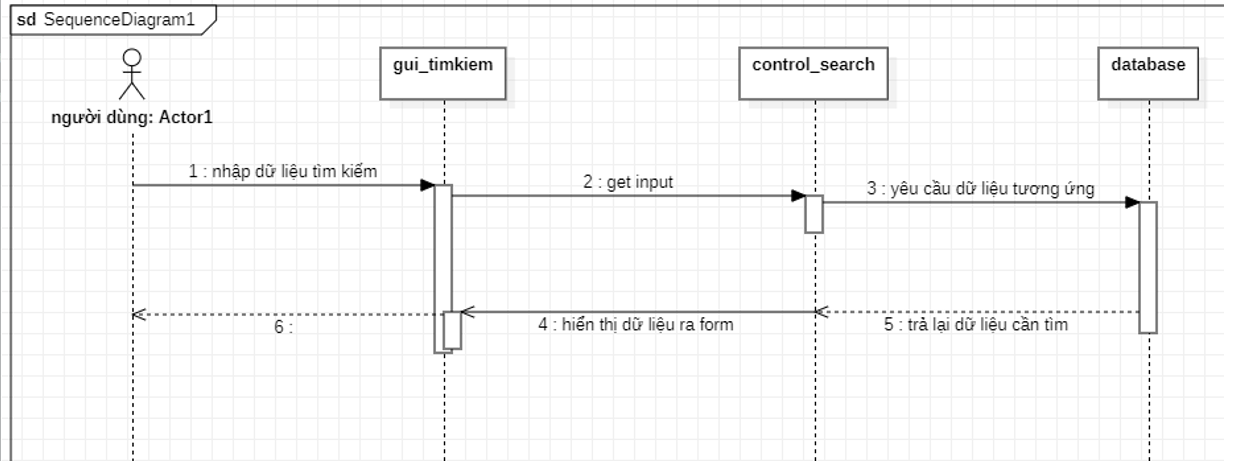 sd SequenceDiagram1
gui_timkiem
control_search
database
người dùng: Actor1
1 : nhập dữ liệu tìm kiếm
2 : get input
3 : yêu cầu dữ liệu tương ứng
6 :
4 : hiển thị dữ liệu ra form
5 : trả lại dữ liệu cần tìm